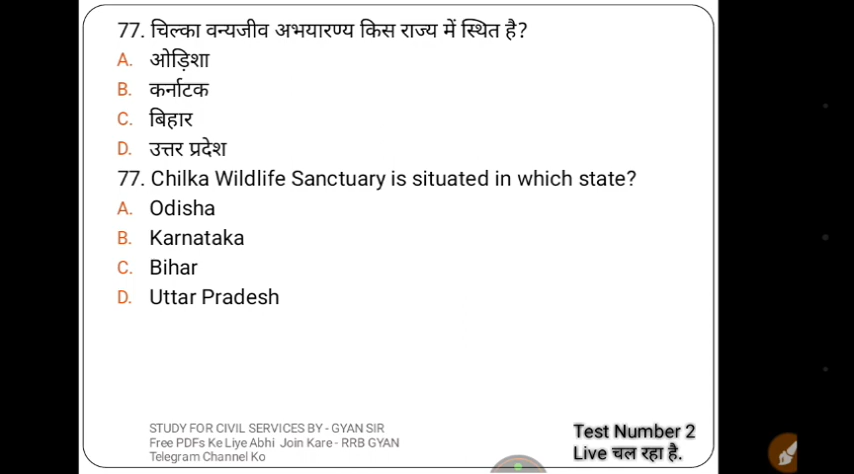 77. चिल्का वन्यजीव अभयारण्य किस राज्य में स्थित है?
A. ओड़िशा
B. कर्नाटक
C. बिहार
D. उत्तर प्रदेश
77. Chilka Wildlife Sanctuary is situated in which state?
A. Odisha
B. Karnataka
C. Bihar
D. Uttar Pradesh
STUDY FOR CIVIL SERVICES BY - GYAN SIR
Free PDFs Ke Liye Abhi Join Kare - RRB GYAN
Telegram Channel Ko
Test Number 2
Live चल रहा है.